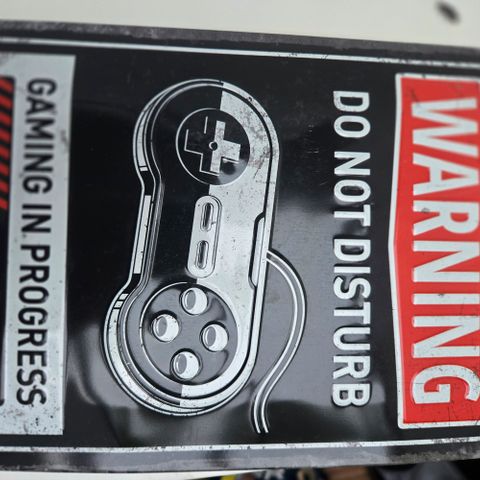 WARNING
DO NOT DISTURB
GAMING IN PROGRESS